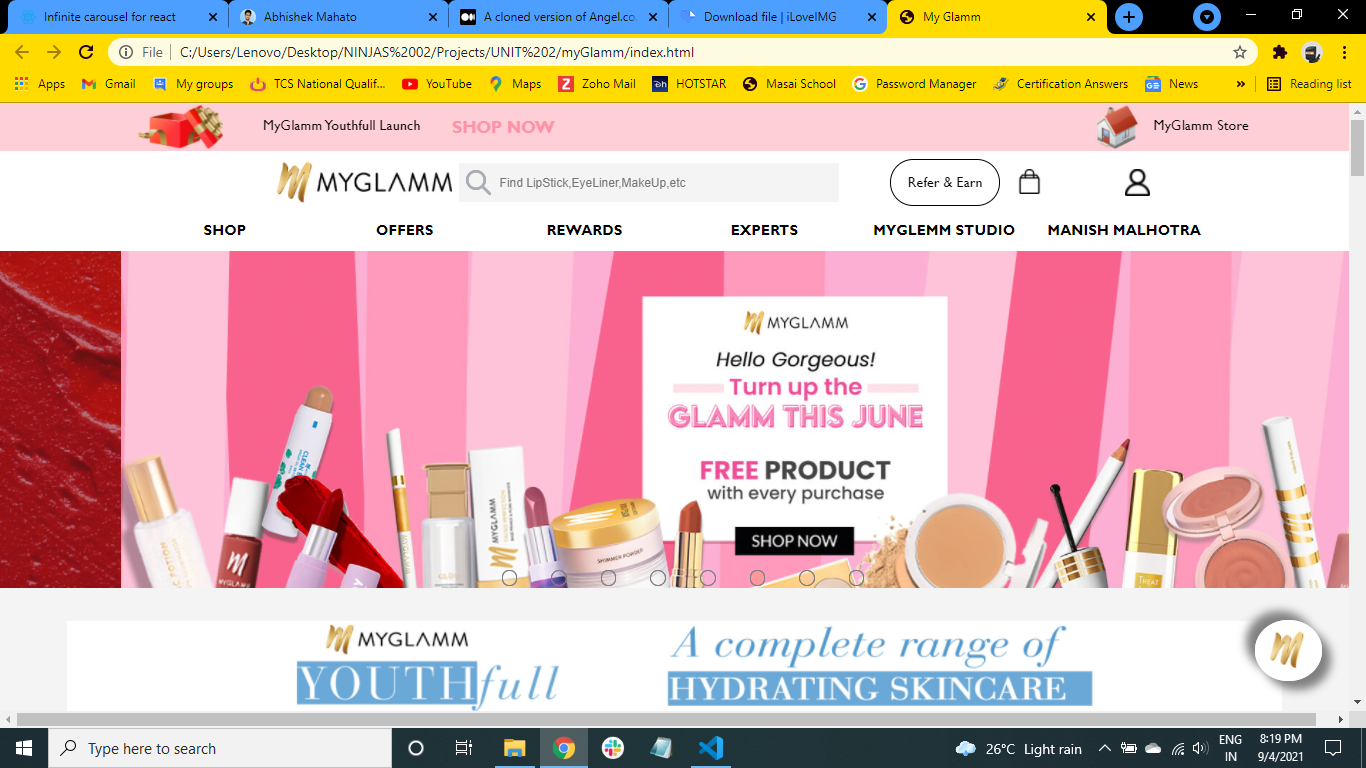 Infinite carousel for react
Abhishek Mahato
A cloned version of Angel.co.
Download file | iLoveIMG
My Glamm
File
C:/Users/Lenovo/Desktop/NINJAS%2002/Projects/UNIT%202/myGlamm/index.html
Apps
Gmail
My groups
TCS National Qualif...
YouTube
Maps
Zoho Mail
HOTSTAR
Masai School
Password Manager
Certification Answers
News
»
Reading list
MyGlamm Youthfull Launch
SHOP NOW
MyGlamm Store
MYGLAMM
Find LipStick,EyeLiner,MakeUp,etc
Refer & Earn
SHOP
OFFERS
REWARDS
EXPERTS
MYGLEMM STUDIO
MANISH MALHOTRA
MYGLAMM
Hello Gorgeous!
Turn up the
GLAMM THIS JUNE
FREE PRODUCT
with every purchase
SHOP NOW
SHIMMER POWDER
MYGLAMM
MYGLAMM
TREAT
MYGLAMM
YOUTHfull
A complete range of
HYDRATING SKINCARE
Type here to search
26°C Light rain
ENG
IN
8:19 PM
9/4/2021